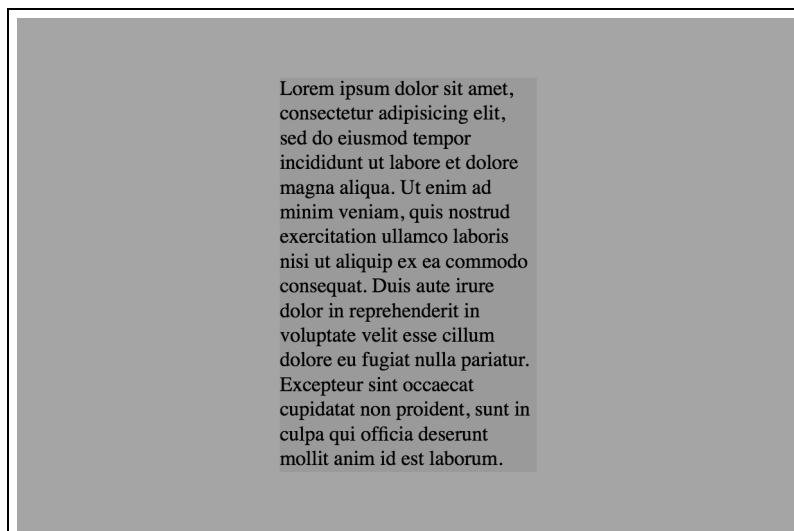 Lorem ipsum dolor sit amet,
consectetur adipisicing elit,
sed do eiusmod tempor
incididunt ut labore et dolore
magna aliqua. Ut enim ad
minim veniam, quis nostrud
exercitation ullamco laboris
nisi ut aliquip ex ea commodo
consequat. Duis aute irure
dolor in reprehenderit in
voluptate velit esse cillum
dolore eu fugiat nulla pariatur.
Excepteur sint occaecat
cupidatat non proident, sunt in
culpa qui officia deserunt
mollit anim id est laborum.